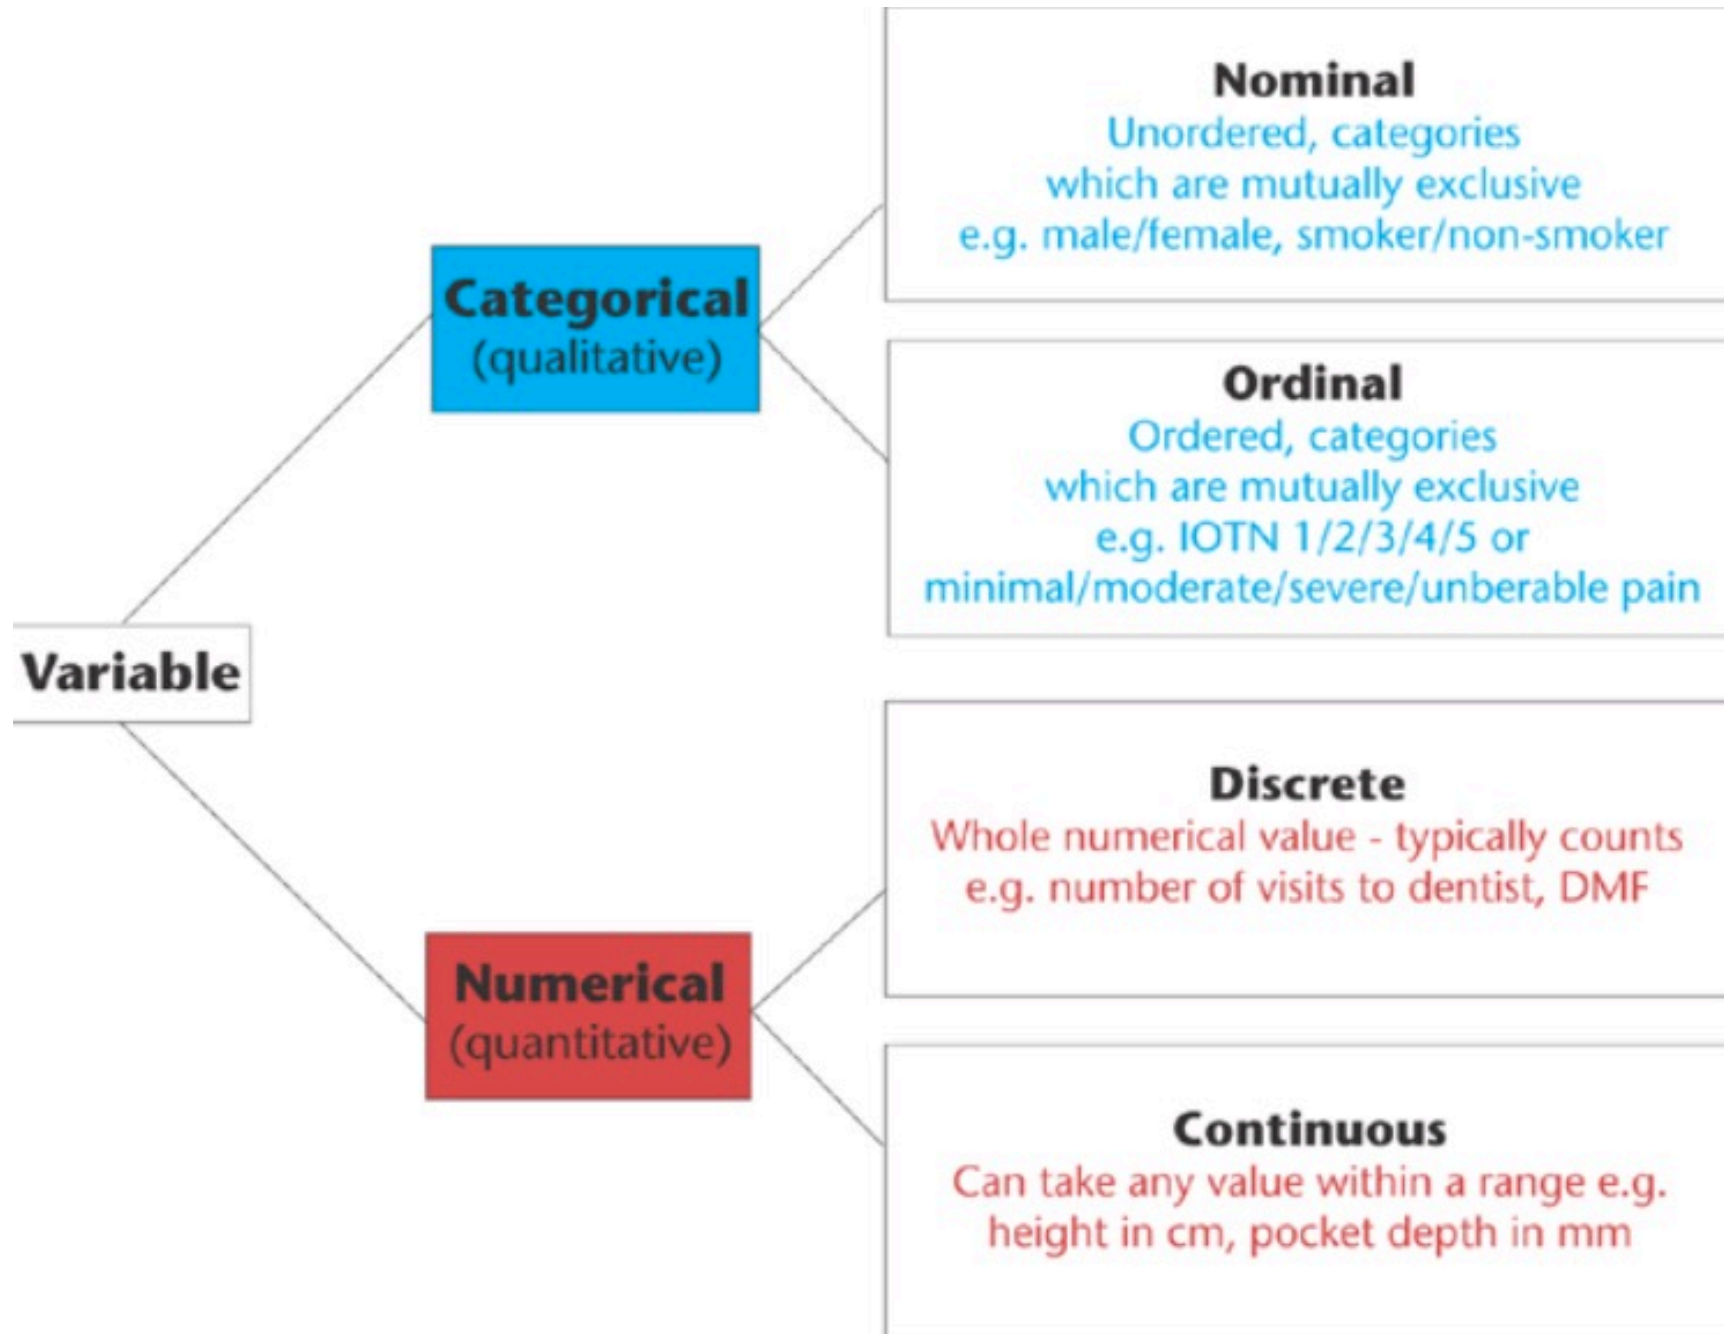 Variable
Categorical
(qualitative)
Nominal
Unordered, categories
which are mutually exclusive
e.g. male/female, smoker/non-smoker
Ordinal
Ordered, categories
which are mutually exclusive
e.g. IOTN 1/2/3/4/5 or
minimal/moderate/severe/unberable pain
Numerical
(quantitative)
Discrete
Whole numerical value - typically counts
e.g. number of visits to dentist, DMF
Continuous
Can take any value within a range e.g.
height in cm, pocket depth in mm